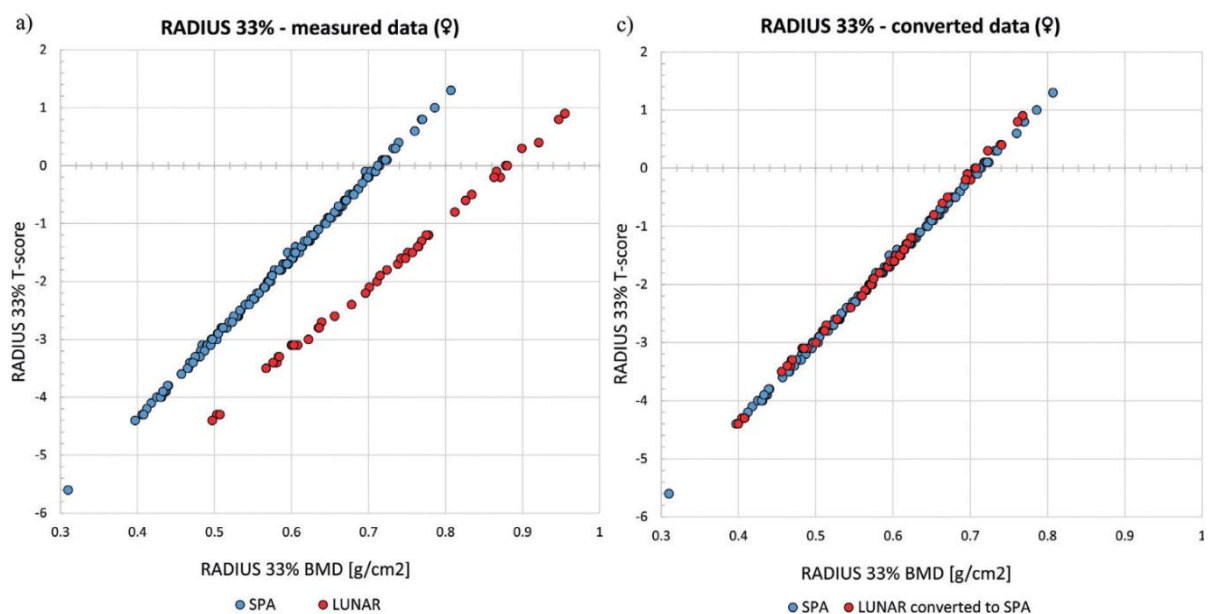 a)
RADIUS 33% - measured data (♀)
2
1
0
-1
-2
-3
-4
-5
-6
RADIUS 33% T-score
0.3 0.4 0.5 0.6 0.7 0.8 0.9 1
RADIUS 33% BMD [g/cm2]
SPA LUNAR
c)
RADIUS 33% - converted data (♀)
2
1
0
-1
-2
-3
-4
-5
-6
RADIUS 33% T-score
0.3 0.4 0.5 0.6 0.7 0.8 0.9 1
RADIUS 33% BMD [g/cm2]
SPA LUNAR converted to SPA